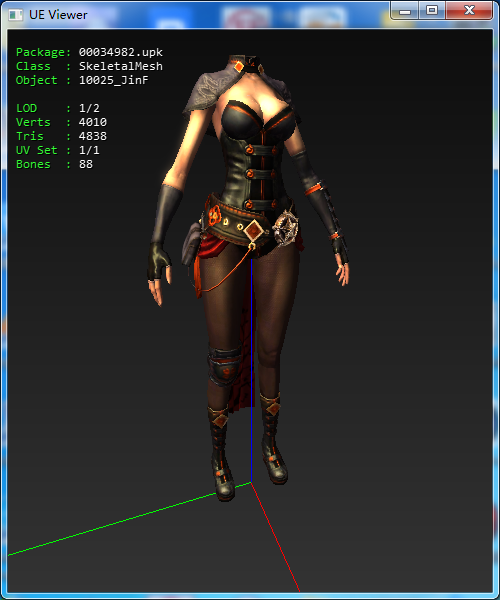 UE Viewer
Package: 00034982.upk
Class  : SkeletalMesh
Object : 10025_JinF
LOD    : 1/2
Verts  : 4010
Tris   : 4838
UV Set : 1/1
Bones  : 88